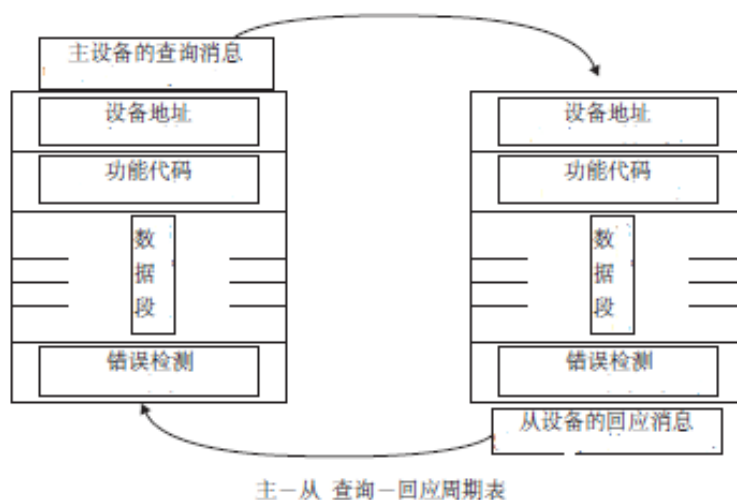 主设备的查询消息
设备地址
功能代码
数
据
段
错误检测
设备地址
功能代码
数
据
段
错误检测
从设备的回应消息
主－从 查询－回应周期表